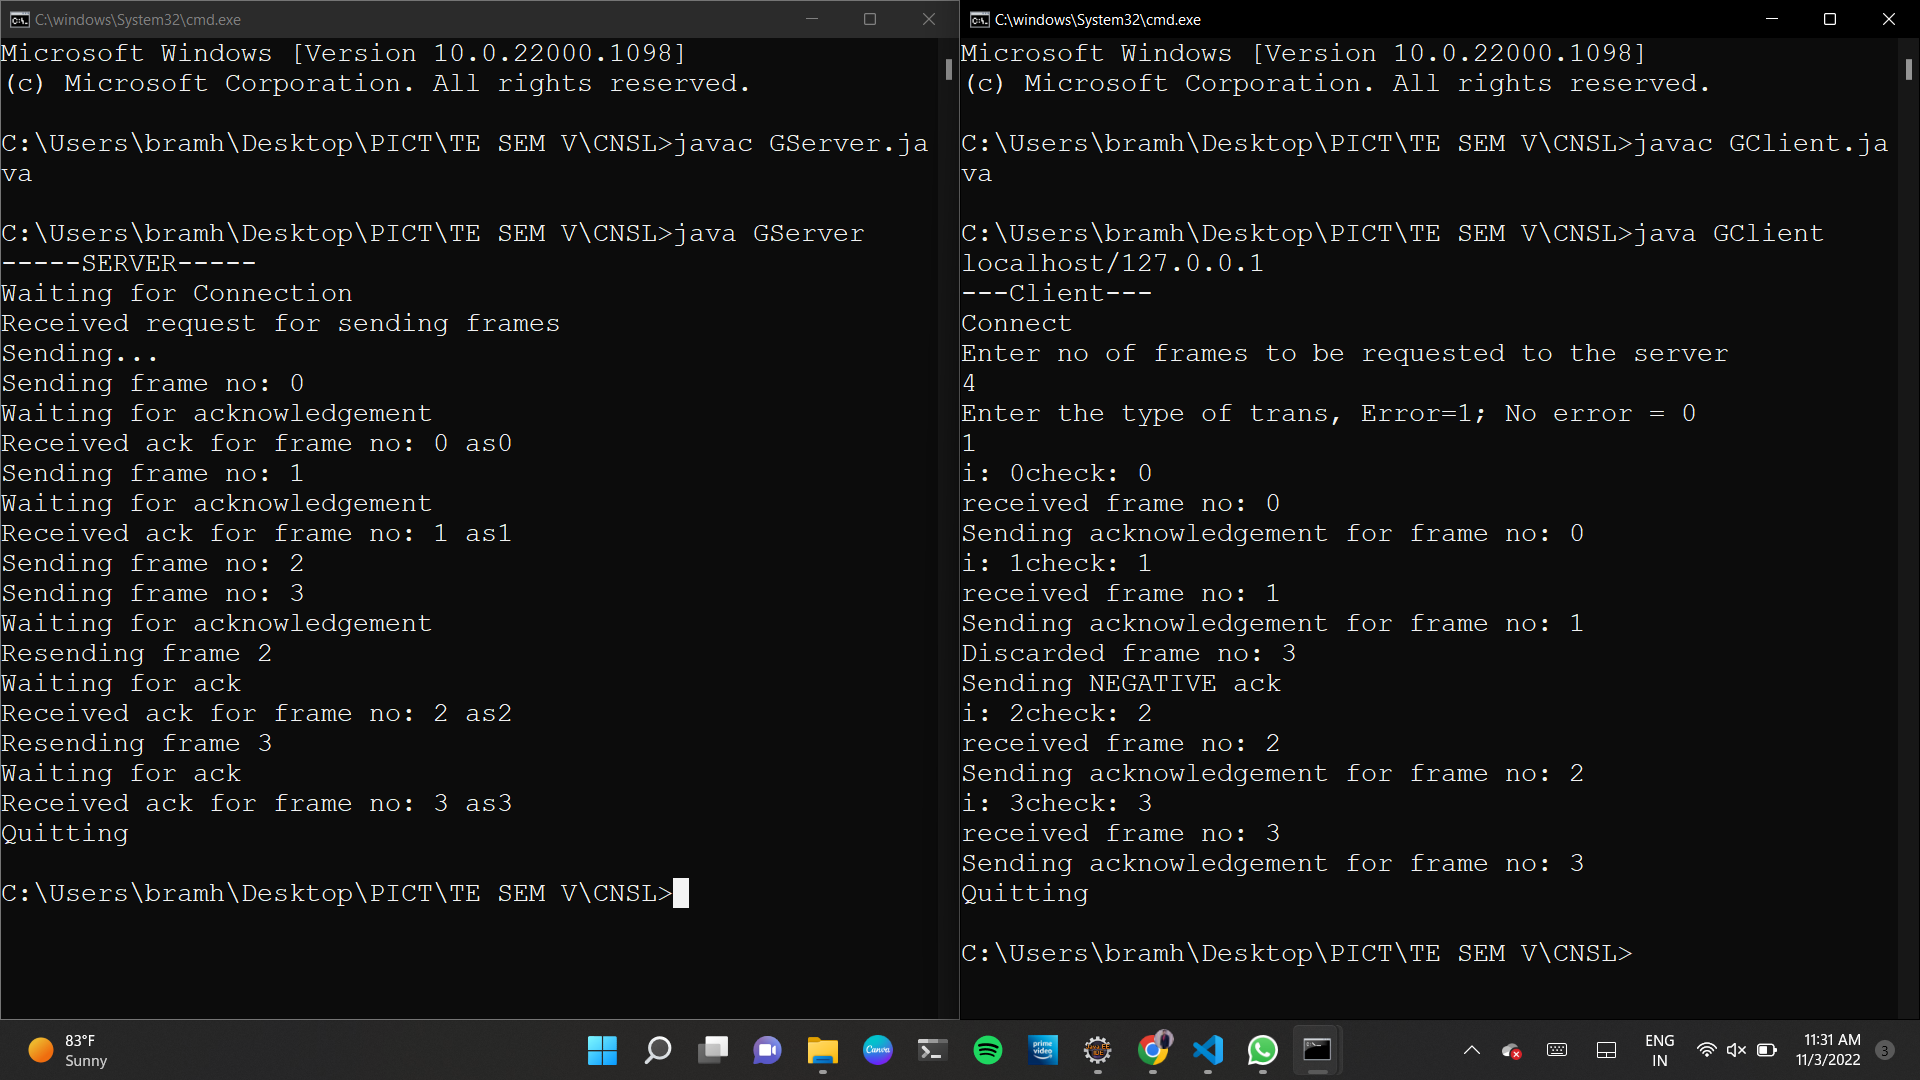 C:\windows\System32\cmd.exe
Microsoft Windows [Version 10.0.22000.1098]
(c) Microsoft Corporation. All rights reserved.
C:\Users\bramh\Desktop\PICT\TE SEM V\CNSL>javac GServer.ja
va
C:\Users\bramh\Desktop\PICT\TE SEM V\CNSL>java GServer
-----SERVER-----
Waiting for Connection
Received request for sending frames
Sending...
Sending frame no: 0
Waiting for acknowledgement
Received ack for frame no: 0 as0
Sending frame no: 1
Waiting for acknowledgement
Received ack for frame no: 1 as1
Sending frame no: 2
Sending frame no: 3
Waiting for acknowledgement
Resending frame 2
Waiting for ack
Received ack for frame no: 2 as2
Resending frame 3
Waiting for ack
Received ack for frame no: 3 as3
Quitting
C:\Users\bramh\Desktop\PICT\TE SEM V\CNSL>
C:\windows\System32\cmd.exe
Microsoft Windows [Version 10.0.22000.1098]
(c) Microsoft Corporation. All rights reserved.
C:\Users\bramh\Desktop\PICT\TE SEM V\CNSL>javac GClient.ja
va
C:\Users\bramh\Desktop\PICT\TE SEM V\CNSL>java GClient
localhost/127.0.0.1
---Client---
Connect
Enter no of frames to be requested to the server
4
Enter the type of trans, Error=1; No error = 0
1
i: 0check: 0
received frame no: 0
Sending acknowledgement for frame no: 0
i: 1check: 1
received frame no: 1
Sending acknowledgement for frame no: 1
Discarded frame no: 3
Sending NEGATIVE ack
i: 2check: 2
received frame no: 2
Sending acknowledgement for frame no: 2
i: 3check: 3
received frame no: 3
Sending acknowledgement for frame no: 3
Quitting
C:\Users\bramh\Desktop\PICT\TE SEM V\CNSL>
83°F
Sunny
Canva
prime
video
ENG
IN
11:31 AM
11/3/2022
3